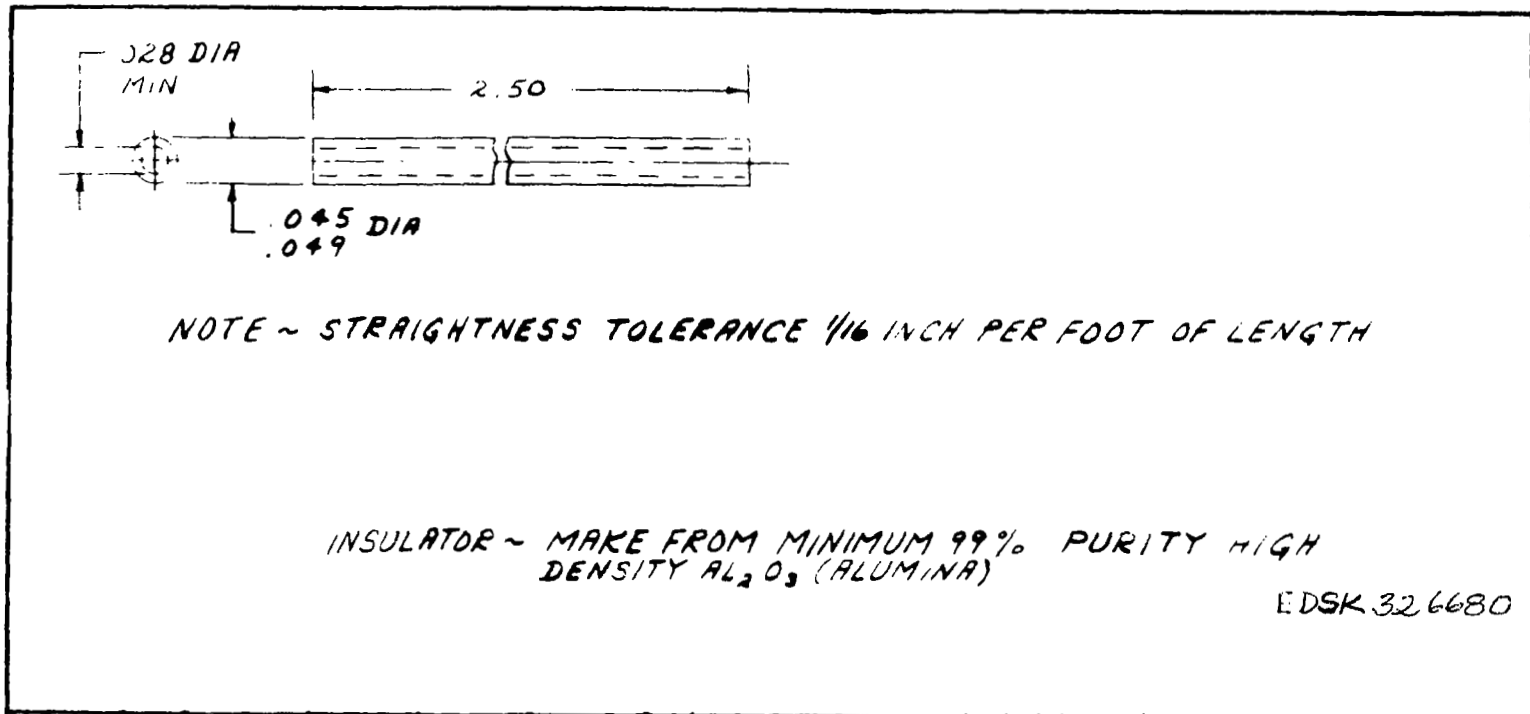 .028 DIA
MIN
2.50
.045 DIA
.049
NOTE ~ STRAIGHTNESS TOLERANCE 1/16 INCH PER FOOT OF LENGTH
INSULATOR ~ MAKE FROM MINIMUM 99% PURITY HIGH
DENSITY AL₂O₃ (ALUMINA)
EDSK 326680